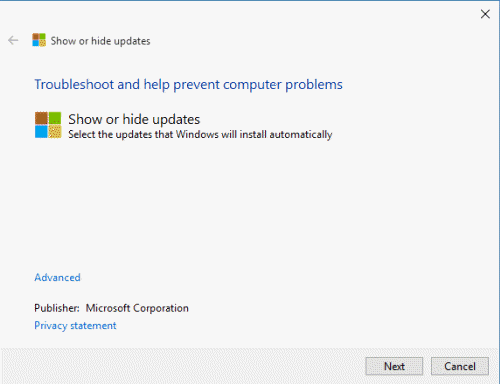 Show or hide updates
Troubleshoot and help prevent computer problems
Show or hide updates
Select the updates that Windows will install automatically
Advanced
Publisher: Microsoft Corporation
Privacy statement
Next
Cancel